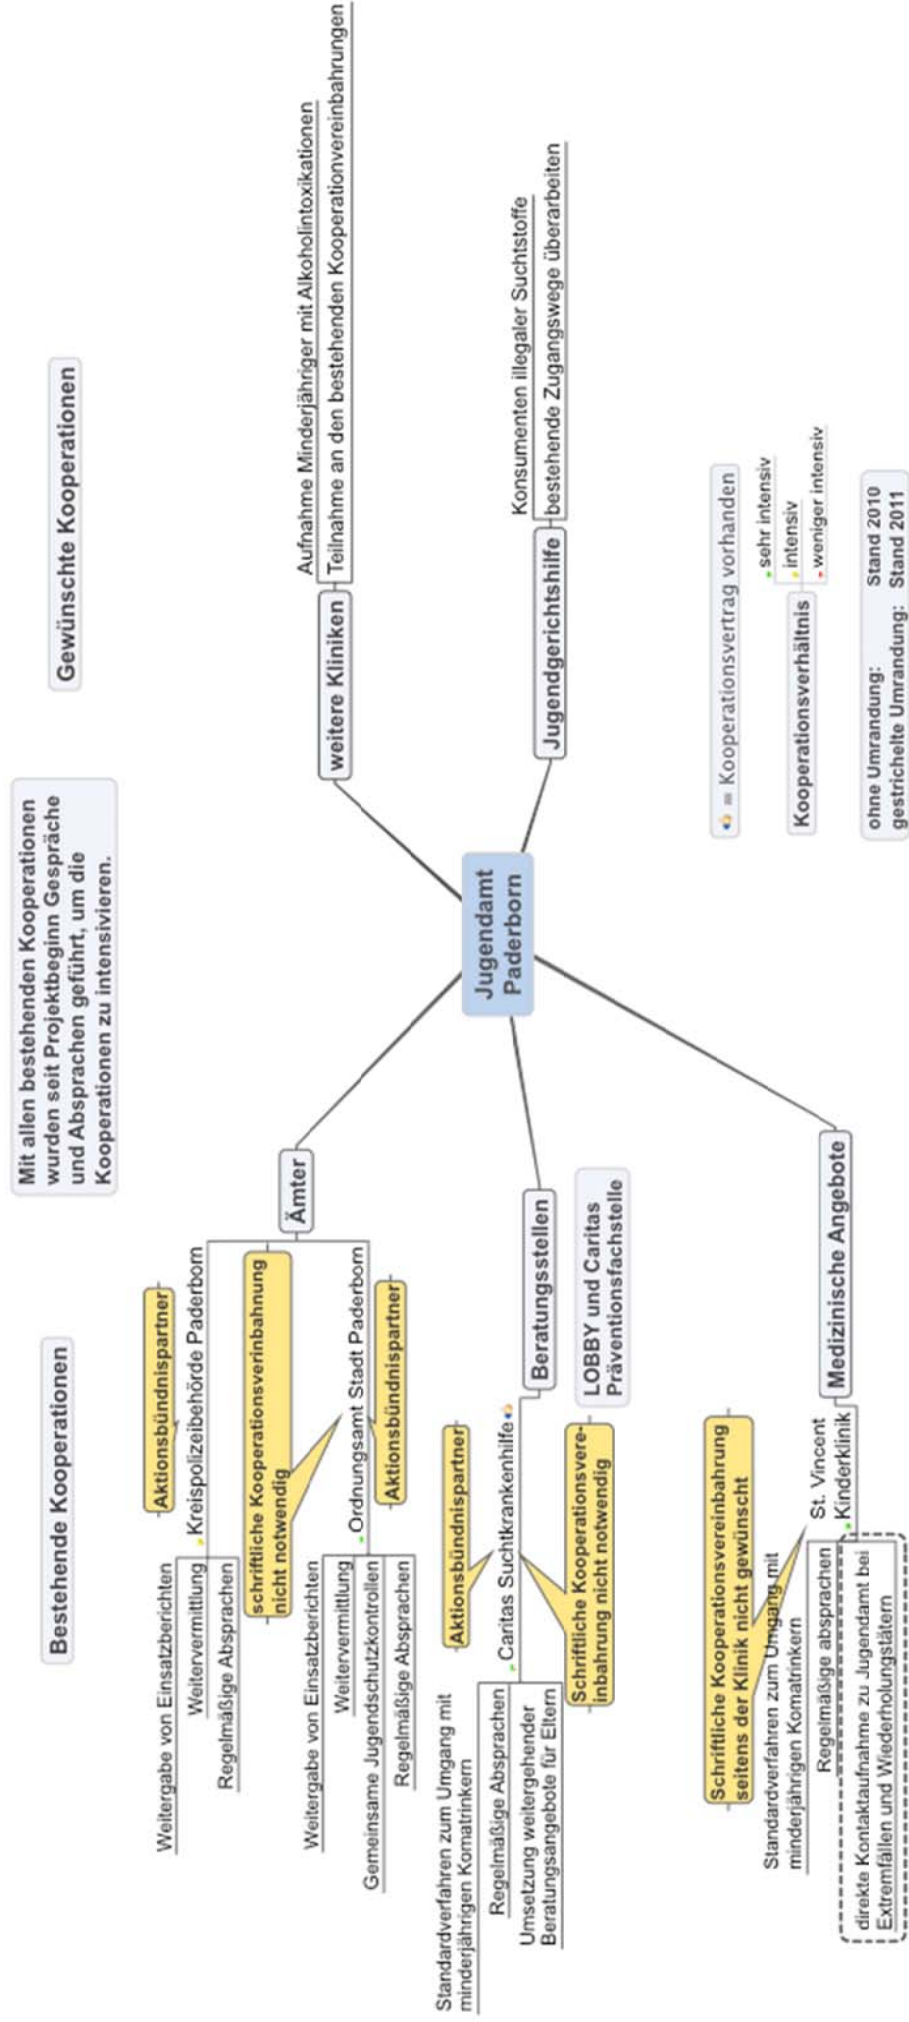 Mit allen bestehenden Kooperationen
wurden seit Projektbeginn Gespräche
und Absprachen geführt, um die
Kooperationen zu intensivieren.
Bestehende Kooperationen
Gewünschte Kooperationen
Jugendamt
Paderborn
Ämter
Aktionsbündnispartner
Kreispolizeibehörde Paderborn
Weitergabe von Einsatzberichten
Weitervermittlung
Regelmäßige Absprachen
schriftliche Kooperationsverinbahnung
nicht notwendig
Ordnungsamt Stadt Paderborn
Aktionsbündnispartner
Weitergabe von Einsatzberichten
Weitervermittlung
Gemeinsame Jugendschutzkontrollen
Regelmäßige Absprachen
Beratungsstellen
LOBBY und Caritas
Präventionsfachstelle
Aktionsbündnispartner
Caritas Suchtkrankenhilfe
Schriftliche Kooperationsvere-
inbahrung nicht notwendig
Standardverfahren zum Umgang mit
minderjährigen Komatrinkern
Regelmäßige Absprachen
Umsetzung weitergehender
Beratungsangebote für Eltern
Medizinische Angebote
Schriftliche Kooperationsvereinbahrung
seitens der Klinik nicht gewünscht
St. Vincent
Kinderklinik
Standardverfahren zum Umgang mit
minderjährigen Komatrinkern
Regelmäßige absprachen
direkte Kontaktaufnahme zu Jugendamt bei
Extremfällen und Wiederholungstätern
weitere Kliniken
Aufnahme Minderjähriger mit Alkoholintoxikationen
Teilnahme an den bestehenden Kooperationvereinbahrungen
Jugendgerichtshilfe
Konsumenten illegaler Suchtstoffe
bestehende Zugangswege überarbeiten
= Kooperationsvertrag vorhanden
Kooperationsverhältnis
sehr intensiv
intensiv
weniger intensiv
ohne Umrandung: Stand 2010
gestrichelte Umrandung: Stand 2011